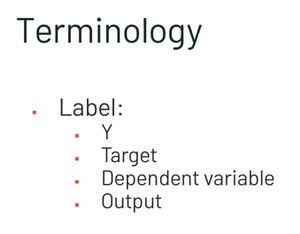 Terminology
Label:
Y
Target
Dependent variable
Output